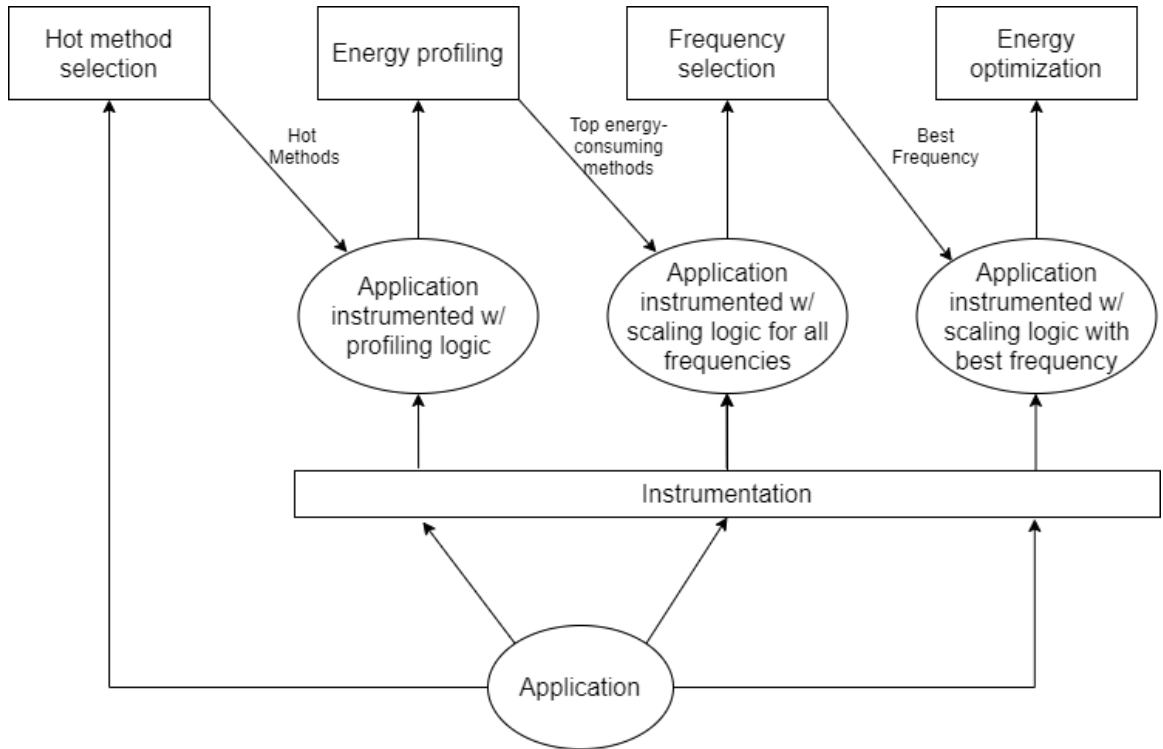 Hot method
selection
Energy profiling
Frequency
selection
Energy
optimization
Hot
Methods
Top energy-
consuming
methods
Best
Frequency
Application
instrumented w/
profiling logic
Application
instrumented w/
scaling logic for all
frequencies
Application
instrumented w/
scaling logic with
best frequency
Instrumentation
Application